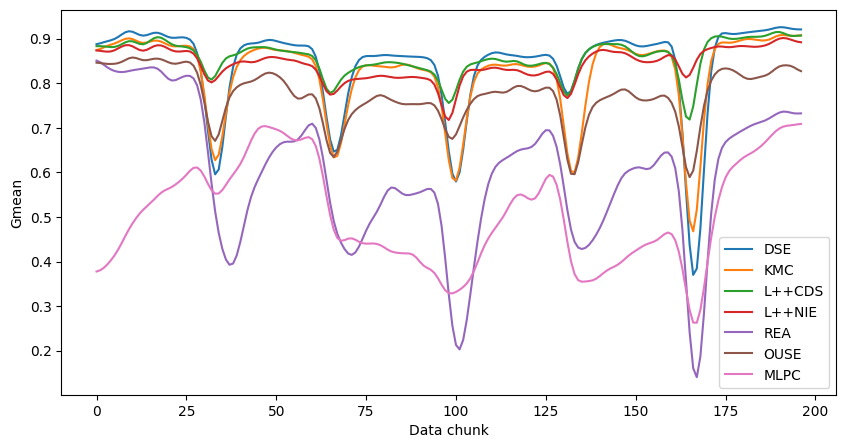 Gmean
0.9
0.8
0.7
0.6
0.5
0.4
0.3
0.2
0 25 50 75 100 125 150 175 200
Data chunk
DSE
KMC
L++CDS
L++NIE
REA
OUSE
MLPC